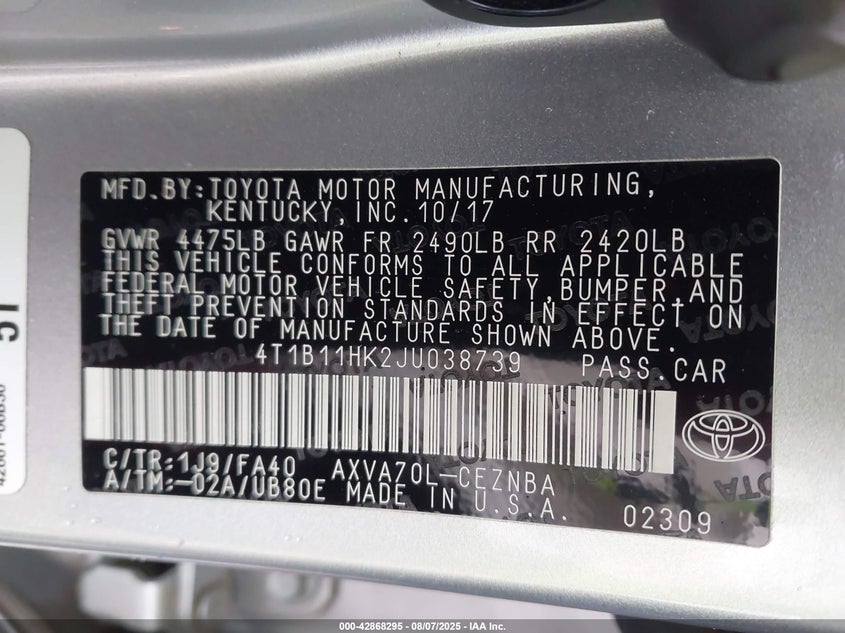 MFD.BY:TOYOTA MOTOR MANUFACTURING,
KENTUCKY,INC.10/17
GVWR 4475LB GAWR FR 2490LB RR 2420LB
THIS VEHICLE CONFORMS TO ALL APPLICABLE
FEDERAL MOTOR VEHICLE SAFETY,BUMPER,AND
THEFT PREVENTION STANDARDS IN EFFECT ON
THE DATE OF MANUFACTURE SHOWN ABOVE.
4T1B11HK2JU038739 PASS.CAR
C/TR:1J9/FA40 AXVA70L-CEZNBA
A/TM:-02A/UB80E MADE IN U.S.A. 02309
000-42868295 - 08/07/2025 - IAA Inc.